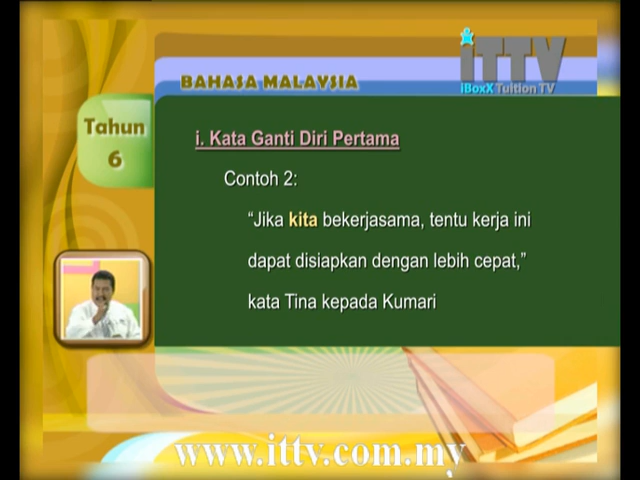 iTTV
iBoxX Tuition TV
BAHASA MALAYSIA
Tahun
6
i. Kata Ganti Diri Pertama
Contoh 2:
“Jika kita bekerjasama, tentu kerja ini
dapat disiapkan dengan lebih cepat,”
kata Tina kepada Kumari
www.ittv.com.my